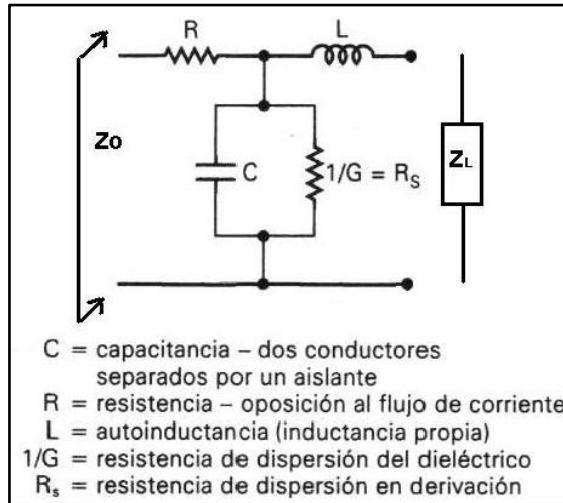 R
L
Zo
C
1/G = Rs
ZL
C = capacitancia – dos conductores
separados por un aislante
R = resistencia – oposición al flujo de corriente
L = autoinductancia (inductancia propia)
1/G = resistencia de dispersión del dieléctrico
Rs = resistencia de dispersión en derivación